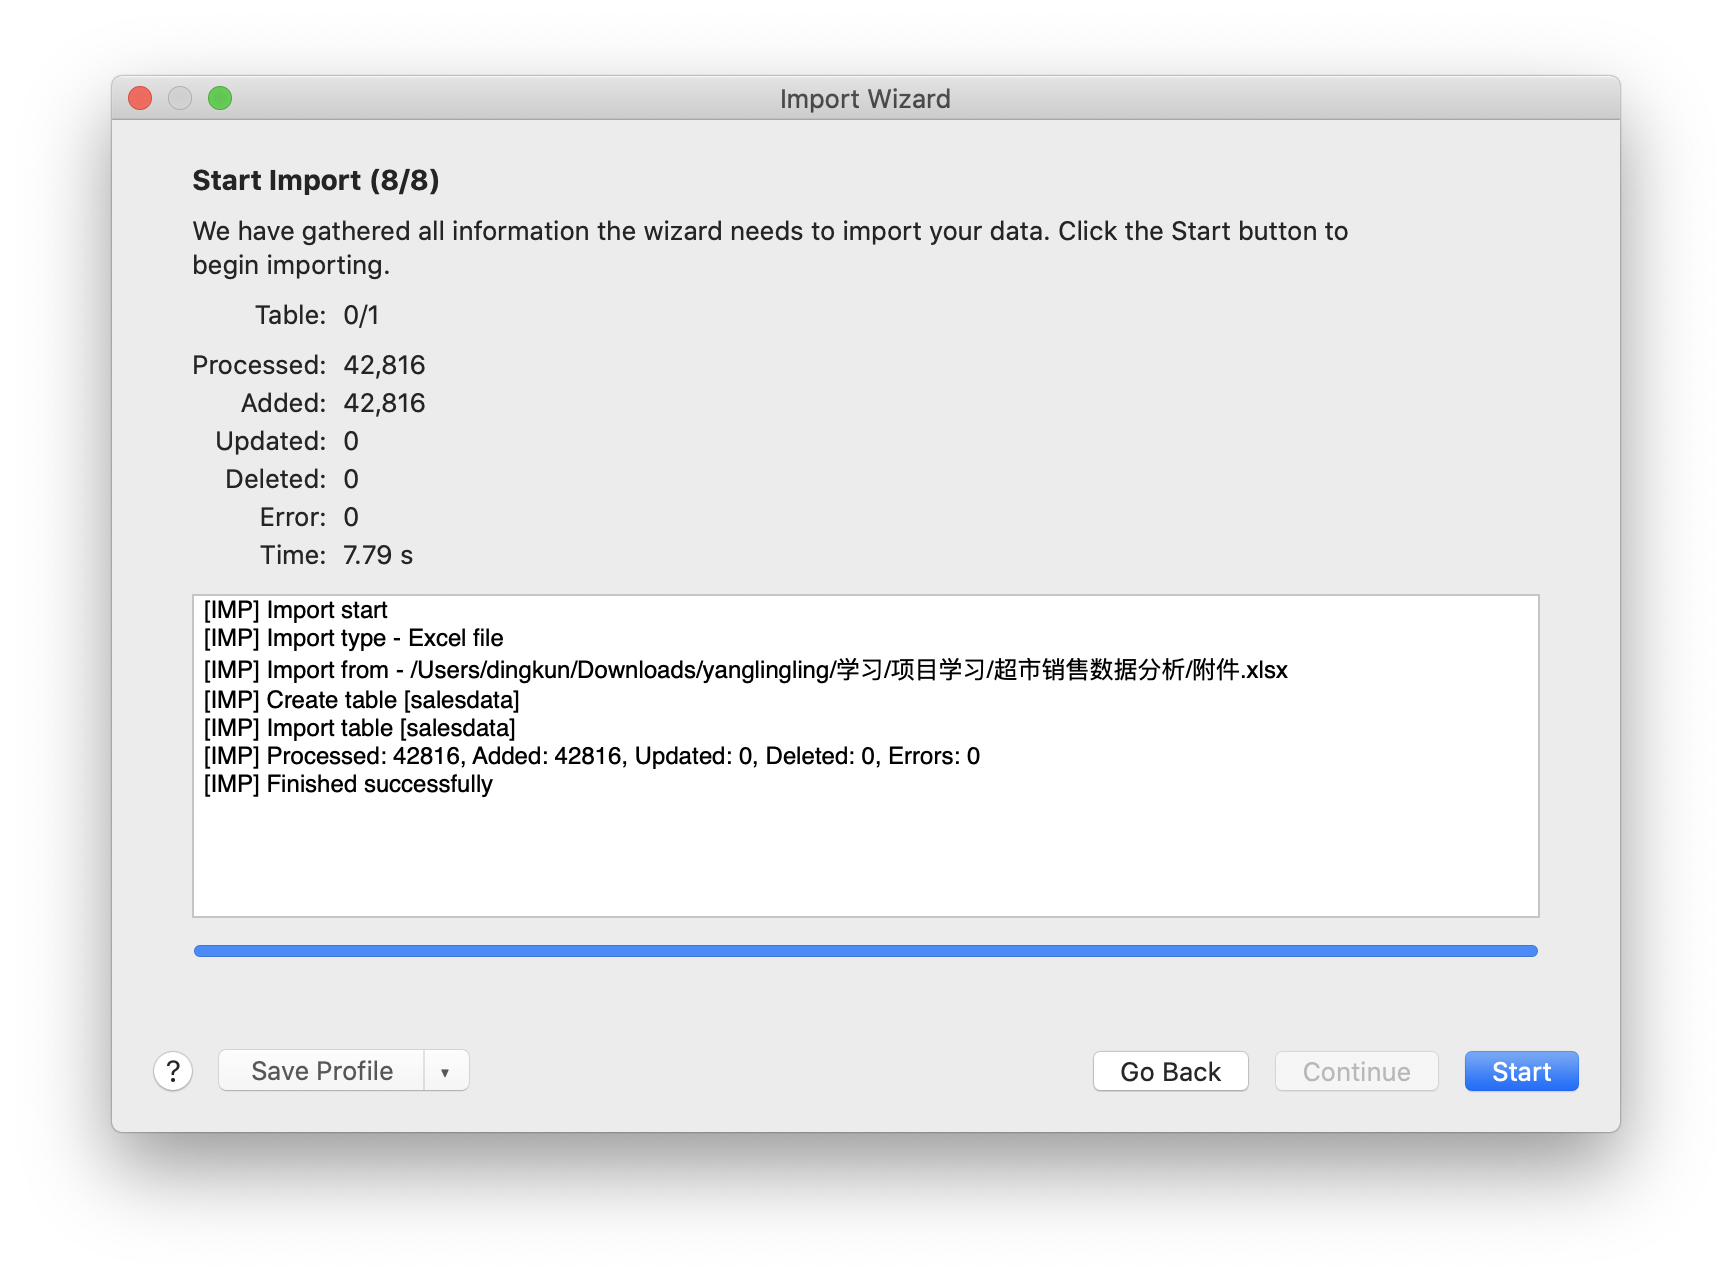 Import Wizard
Start Import (8/8)
We have gathered all information the wizard needs to import your data. Click the Start button to
begin importing.
Table: 0/1
Processed: 42,816
Added: 42,816
Updated: 0
Deleted: 0
Error: 0
Time: 7.79 s
[IMP] Import start
[IMP] Import type - Excel file
[IMP] Import from - /Users/dingkun/Downloads/yanglingling/学习/项目学习/超市销售数据分析/附件.xlsx
[IMP] Create table [salesdata]
[IMP] Import table [salesdata]
[IMP] Processed: 42816, Added: 42816, Updated: 0, Deleted: 0, Errors: 0
[IMP] Finished successfully
? Save Profile ▾ Go Back Continue Start